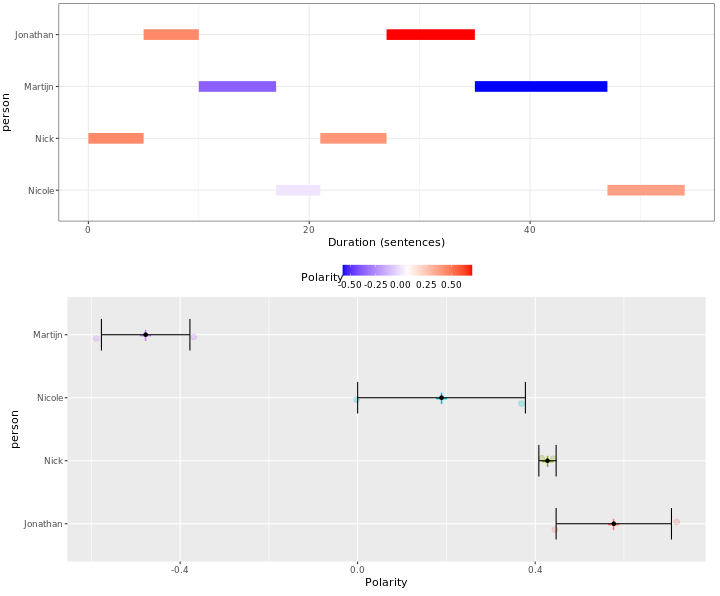 Jonathan
Martijn
Nick
Nicole
person
0 20 40
Duration (sentences)
Polarity
-0.50 -0.25 0.00 0.25 0.50
Martijn
Nicole
Nick
Jonathan
person
-0.4 0.0 0.4
Polarity